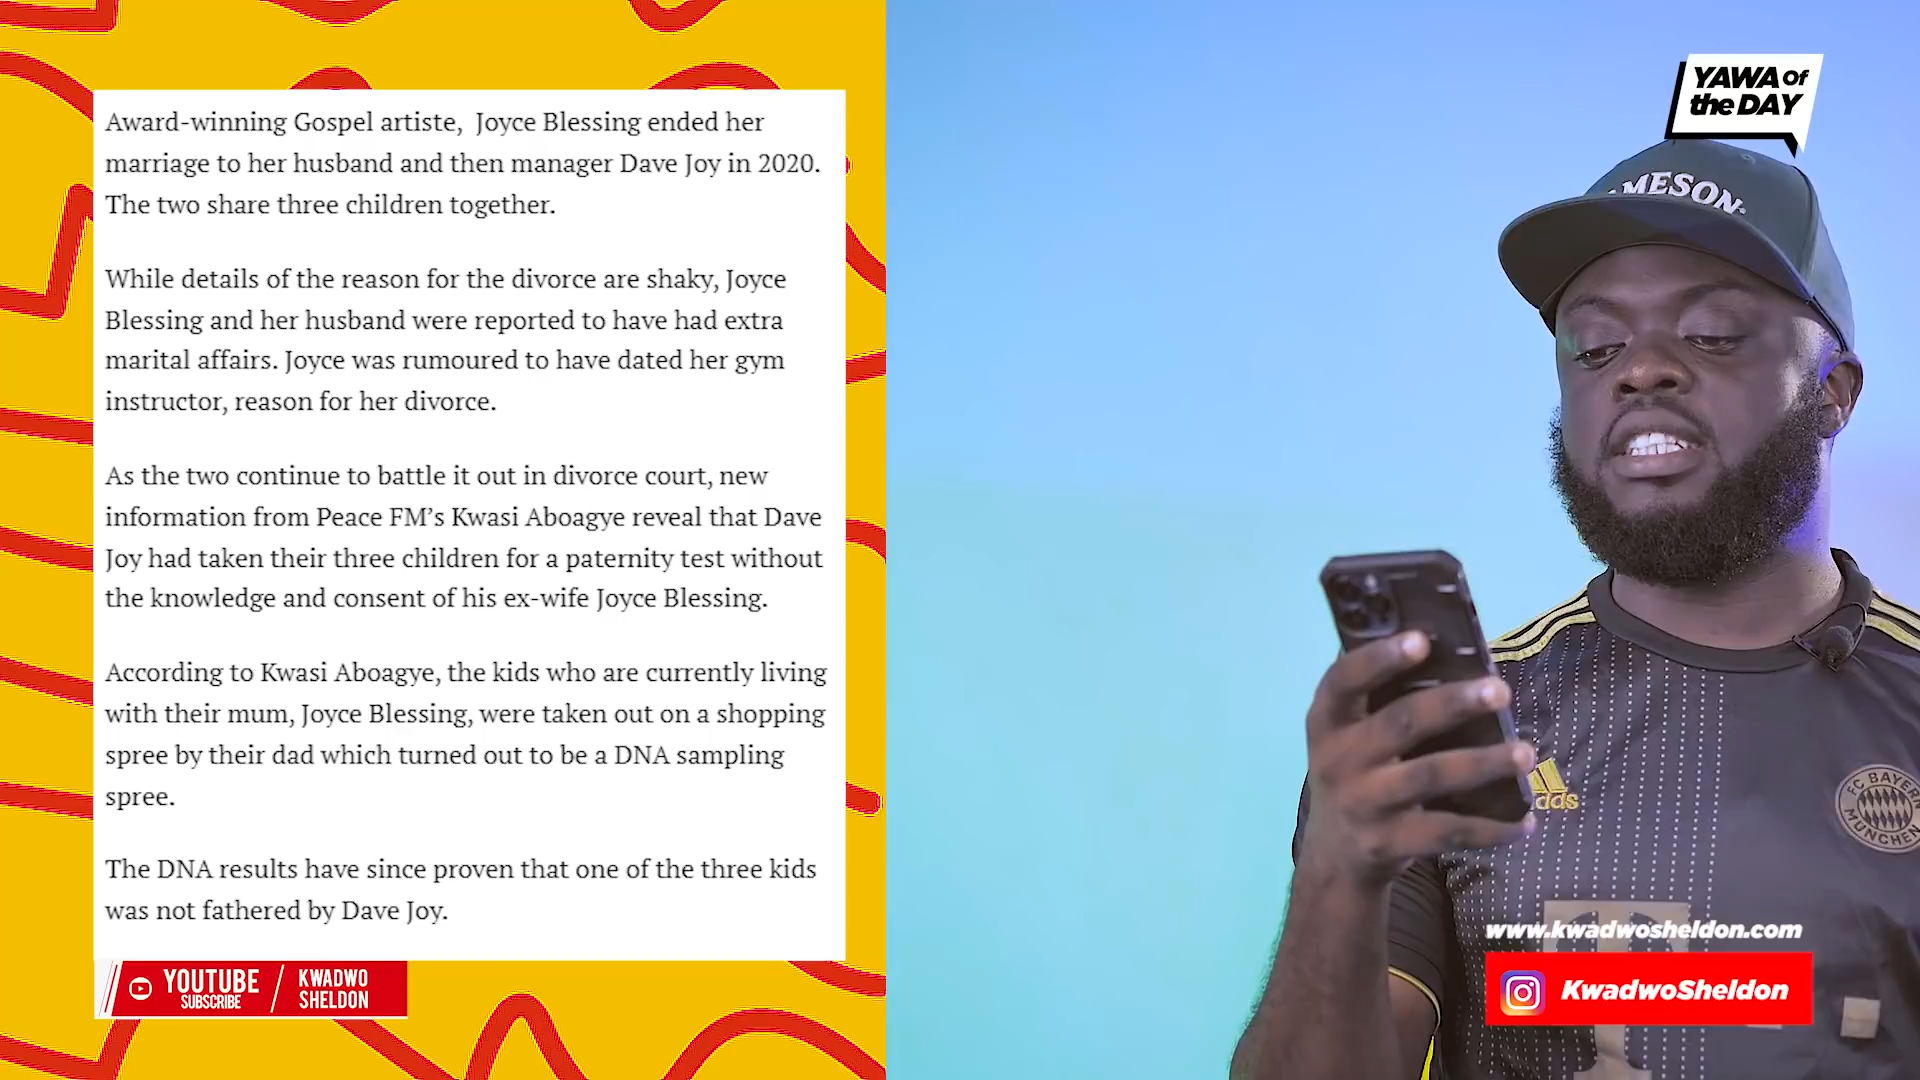 Award-winning Gospel artiste,  Joyce Blessing ended her
marriage to her husband and then manager Dave Joy in 2020.
The two share three children together.
While details of the reason for the divorce are shaky, Joyce
Blessing and her husband were reported to have had extra
marital affairs. Joyce was rumoured to have dated her gym
instructor, reason for her divorce.
As the two continue to battle it out in divorce court, new
information from Peace FM’s Kwasi Aboagye reveal that Dave
Joy had taken their three children for a paternity test without
the knowledge and consent of his ex-wife Joyce Blessing.
According to Kwasi Aboagye, the kids who are currently living
with their mum, Joyce Blessing, were taken out on a shopping
spree by their dad which turned out to be a DNA sampling
spree.
The DNA results have since proven that one of the three kids
was not fathered by Dave Joy.
YOUTUBE
SUBSCRIBE
KWADWO
SHELDON
YAWA of
the DAY
FC BAYERN
MÜNCHEN
T
www.kwadwosheldon.com
KwadwoSheldon